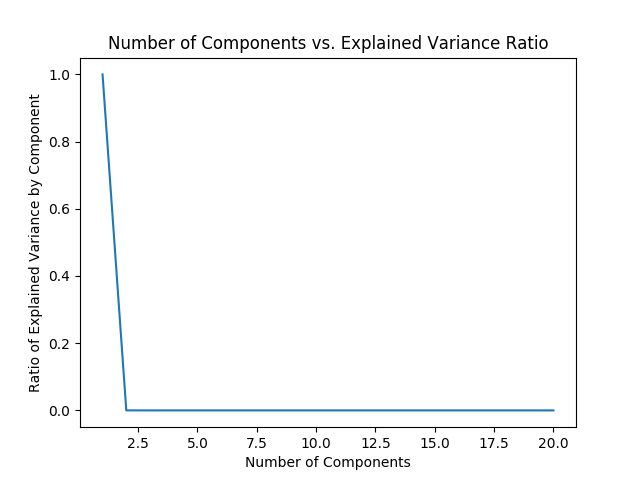 Number of Components vs. Explained Variance Ratio
Ratio of Explained Variance by Component
1.0
0.8
0.6
0.4
0.2
0.0
2.5 5.0 7.5 10.0 12.5 15.0 17.5 20.0
Number of Components